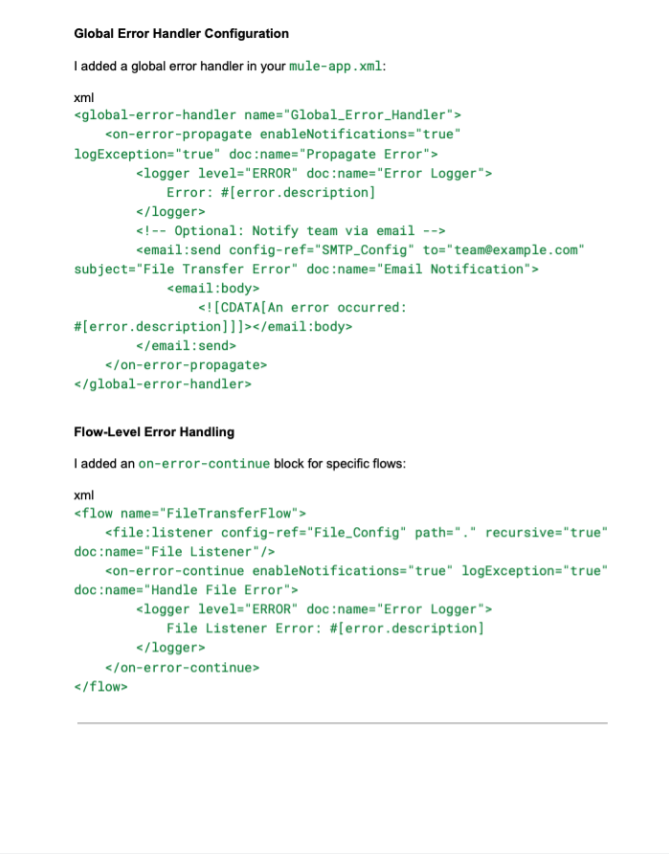 Global Error Handler Configuration
I added a global error handler in your mule-app.xml:
xml
<global-error-handler name="Global_Error_Handler">
    <on-error-propagate enableNotifications="true"
logException="true" doc:name="Propagate Error">
        <logger level="ERROR" doc:name="Error Logger">
            Error: #[error.description]
        </logger>
        <!-- Optional: Notify team via email -->
        <email:send config-ref="SMTP_Config" to="team@example.com"
subject="File Transfer Error" doc:name="Email Notification">
            <email:body>
                <![CDATA[An error occurred:
#[error.description]]]></email:body>
        </email:send>
    </on-error-propagate>
</global-error-handler>
Flow-Level Error Handling
I added an on-error-continue block for specific flows:
xml
<flow name="FileTransferFlow">
    <file:listener config-ref="File_Config" path="." recursive="true"
doc:name="File Listener"/>
    <on-error-continue enableNotifications="true" logException="true"
doc:name="Handle File Error">
        <logger level="ERROR" doc:name="Error Logger">
            File Listener Error: #[error.description]
        </logger>
    </on-error-continue>
</flow>